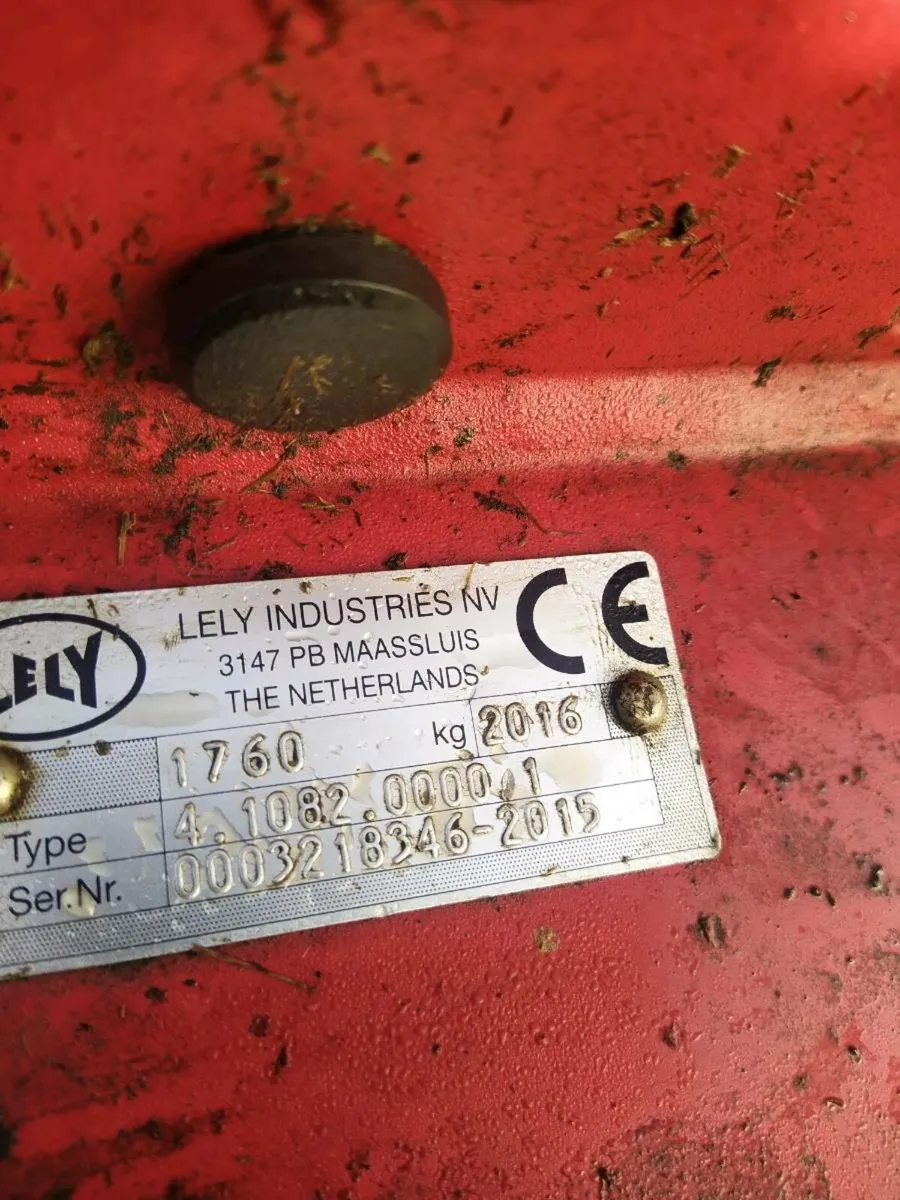 LELY
LELY INDUSTRIES NV
3147 PB MAASSLUIS
THE NETHERLANDS
CE
1760 kg 2016
Type 4.1082.0000.1
Ser.Nr. 0003218346-2015